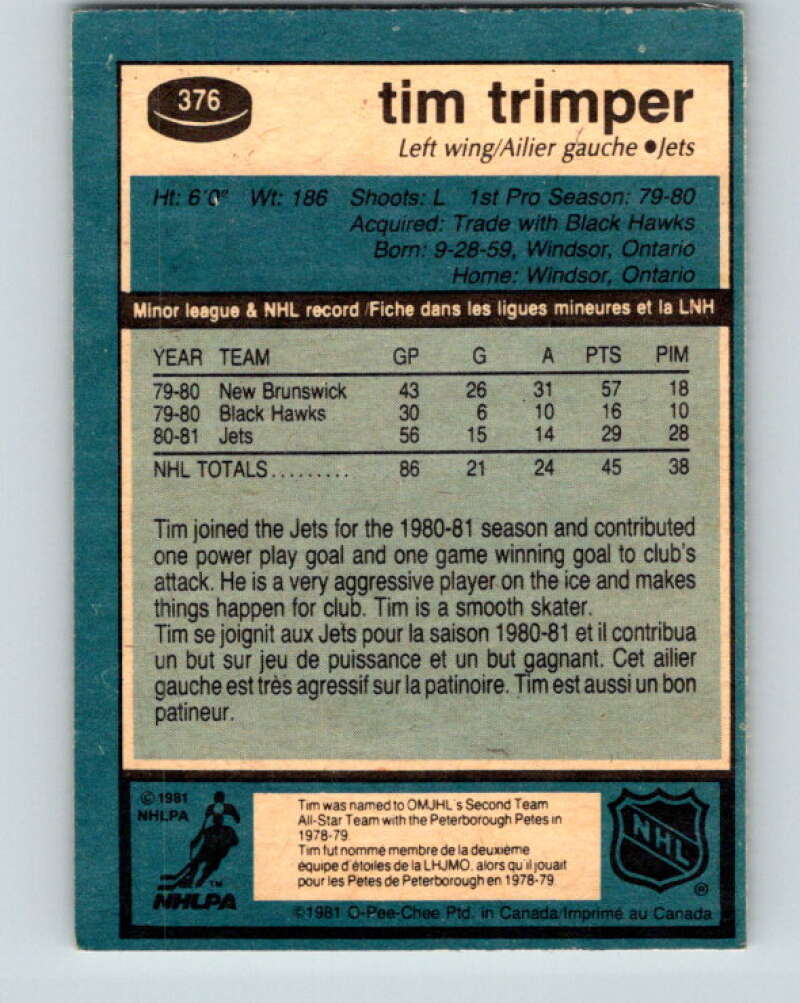 376
tim trimper
Left wing/Ailier gauche ●Jets
Ht: 6'0" Wt: 186 Shoots: L 1st Pro Season: 79-80
Acquired: Trade with Black Hawks
Born: 9-28-59, Windsor, Ontario
Home: Windsor, Ontario
Minor league & NHL record /Fiche dans les ligues mineures et la LNH
YEAR TEAM GP G A PTS PIM
79-80 New Brunswick 43 26 31 57 18
79-80 Black Hawks 30 6 10 16 10
80-81 Jets 56 15 14 29 28
NHL TOTALS......... 86 21 24 45 38
Tim joined the Jets for the 1980-81 season and contributed
one power play goal and one game winning goal to club's
attack. He is a very aggressive player on the ice and makes
things happen for club. Tim is a smooth skater.
Tim se joignit aux Jets pour la saison 1980-81 et il contribua
un but sur jeu de puissance et un but gagnant. Cet ailier
gauche est très agressif sur la patinoire. Tim est aussi un bon
patineur.
© 1981
NHLPA
Tim was named to OMJHL's Second Team
All-Star Team with the Peterborough Petes in
1978-79.
Tim fut nommé membre de la deuxième
équipe d'étoiles de la LHJMO, alors qu'il jouait
pour les Petes de Peterborough en 1978-79.
NHL
®
TM
NHLPA
©1981 O-Pee-Chee Ptd. in Canada/Imprimé au Canada